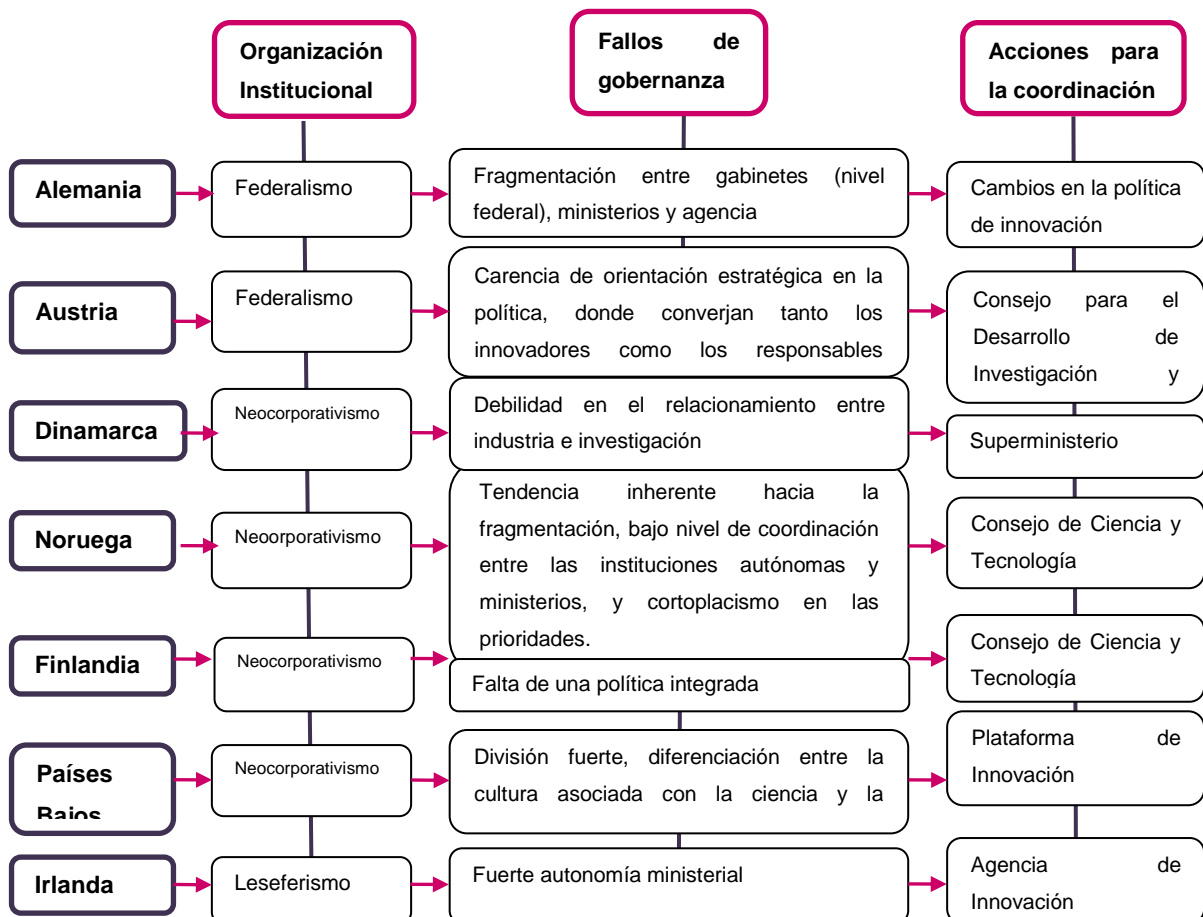 Organización
Institucional
Fallos de
gobernanza
Acciones para
la coordinación
Alemania
Federalismo
Fragmentación entre gabinetes (nivel
federal), ministerios y agencia
Cambios en la política
de innovación
Austria
Federalismo
Carencia de orientación estratégica en la
política, donde converjan tanto los
innovadores como los responsables
Consejo para el
Desarrollo de
Investigación y
Dinamarca
Neocorporativismo
Debilidad en el relacionamiento entre
industria e investigación
Superministerio
Noruega
Neoorporativismo
Tendencia inherente hacia la
fragmentación, bajo nivel de coordinación
entre las instituciones autónomas y
ministerios, y cortoplacismo en las
prioridades.
Consejo de Ciencia y
Tecnología
Finlandia
Neocorporativismo
Falta de una política integrada
Consejo de Ciencia y
Tecnología
Países
Bajos
Neocorporativismo
División fuerte, diferenciación entre la
cultura asociada con la ciencia y la
Plataforma de
Innovación
Irlanda
Leseferismo
Fuerte autonomía ministerial
Agencia de
Innovación